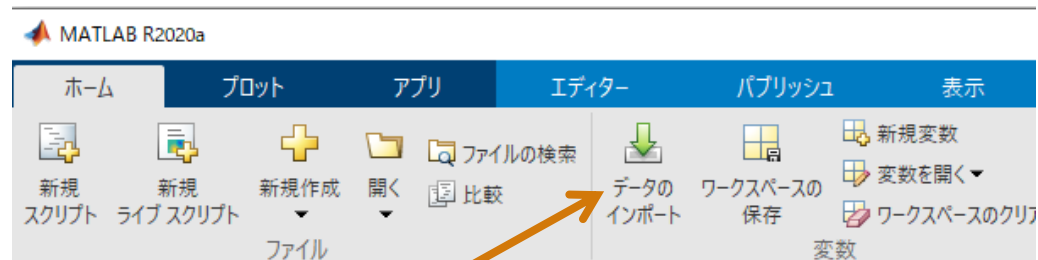 MATLAB R2020a
ホーム
プロット
アプリ
エディター
パブリッシュ
表示
新規
スクリプト
新規
ライブ スクリプト
新規作成
開く
ファイルの検索
比較
ファイル
データの
インポート
ワークスペースの
保存
新規変数
変数を開く
ワークスペースのクリア
変数